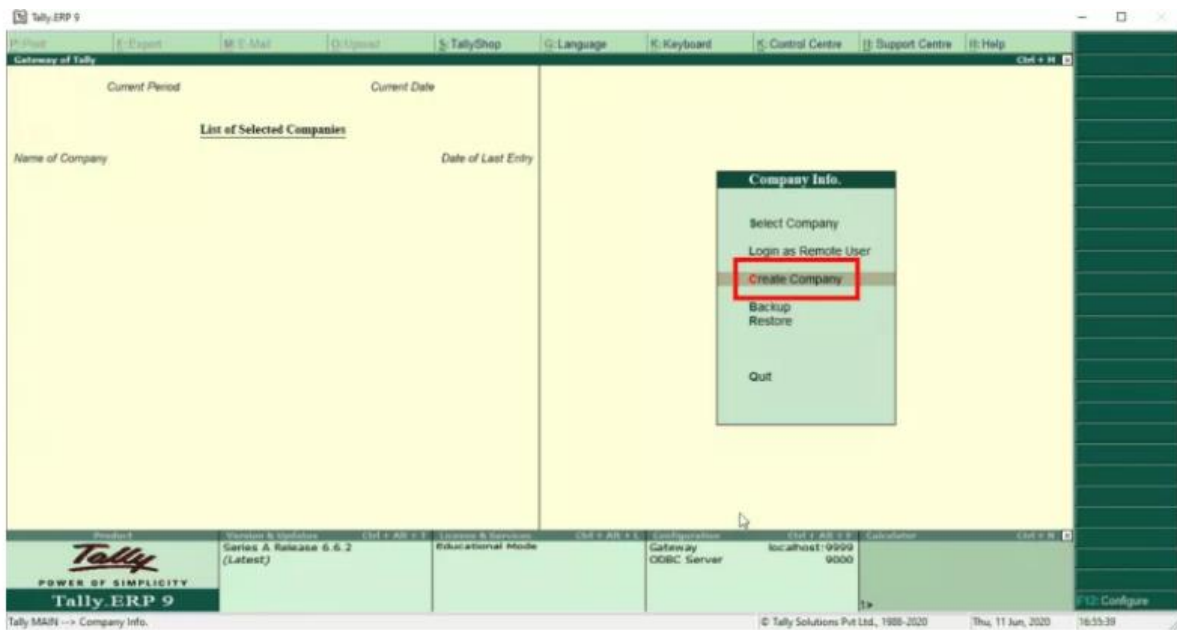 Tally.ERP 9
P: Print E: Export M: E-Mail O: Upload S: TallyShop G: Language K: Keyboard K: Control Centre H: Support Centre H: Help
Gateway of Tally Ctrl + M
Current Period Current Date
List of Selected Companies
Name of Company Date of Last Entry
Company Info.
Select Company
Login as Remote User
Create Company
Backup
Restore
Quit
Product Version & Updates Ctrl + Alt + T License & Services Ctrl + Alt + L Configuration Ctrl + Alt + F Calculator Ctrl + N
Tally
POWER OF SIMPLICITY
Tally.ERP 9
Series A Release 6.6.2
(Latest)
Educational Mode
Gateway localhost:9999
ODBC Server 9000
1>
F12: Configure
Tally MAIN --> Company Info. © Tally Solutions Pvt Ltd., 1988-2020 Thu, 11 Jun, 2020 16:55:39